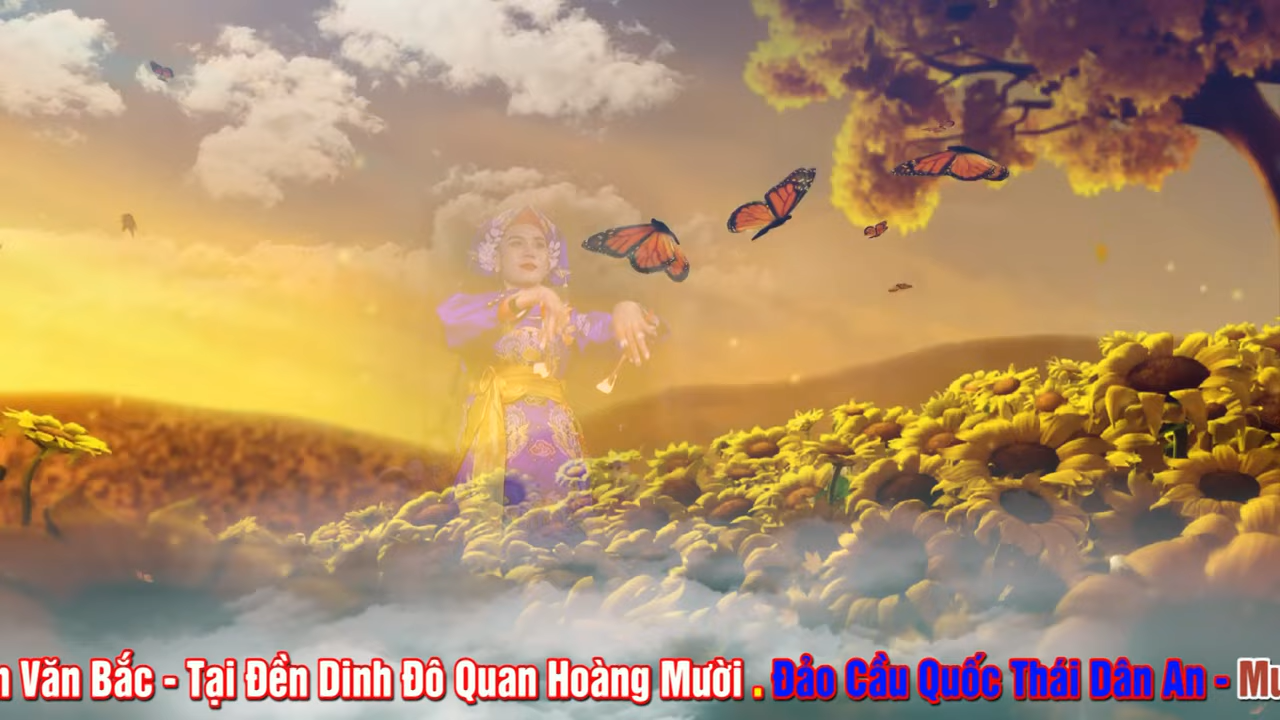 Văn Bắc - Tại Đền Dinh Đô Quan Hoàng Mười . Đảo Cầu Quốc Thái Dân An -